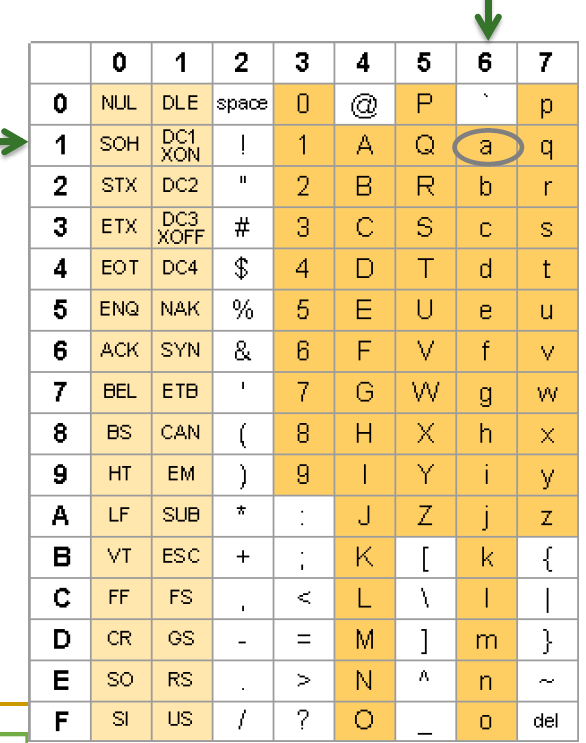 0 1 2 3 4 5 6 7
0 NUL DLE space 0 @ P ` p
1 SOH DC1 XON ! 1 A Q a q
2 STX DC2 " 2 B R b r
3 ETX DC3 XOFF # 3 C S c s
4 EOT DC4 $ 4 D T d t
5 ENQ NAK % 5 E U e u
6 ACK SYN & 6 F V f v
7 BEL ETB ' 7 G W g w
8 BS CAN ( 8 H X h x
9 HT EM ) 9 I Y i y
A LF SUB * : J Z j z
B VT ESC + ; K [ k {
C FF FS , < L \ l |
D CR GS - = M ] m }
E SO RS . > N ^ n ~
F SI US / ? O _ o del